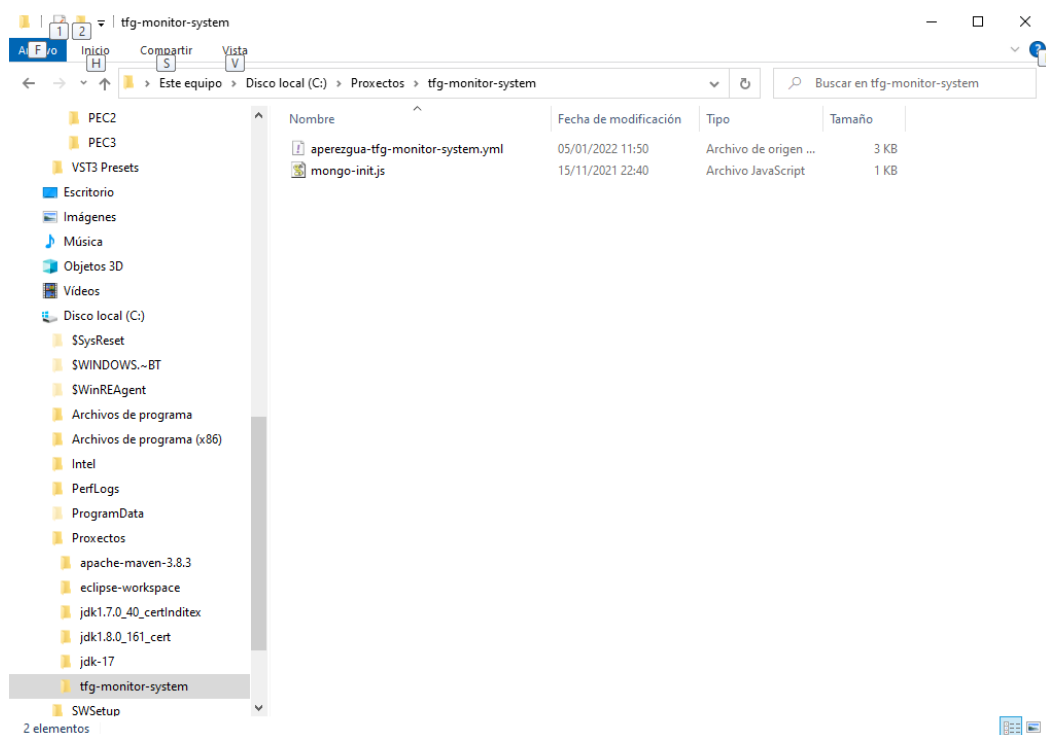 tfg-monitor-system
1 2
Archivo Inicio Compartir Vista
F H S V
Este equipo > Disco local (C:) > Proxectos > tfg-monitor-system
Buscar en tfg-monitor-system
Nombre Fecha de modificación Tipo Tamaño
aperezgua-tfg-monitor-system.yml 05/01/2022 11:50 Archivo de origen ... 3 KB
mongo-init.js 15/11/2021 22:40 Archivo JavaScript 1 KB
PEC2
PEC3
VST3 Presets
Escritorio
Imágenes
Música
Objetos 3D
Vídeos
Disco local (C:)
$SysReset
$WINDOWS.~BT
$WinREAgent
Archivos de programa
Archivos de programa (x86)
Intel
PerfLogs
ProgramData
Proxectos
apache-maven-3.8.3
eclipse-workspace
jdk1.7.0_40_certInditex
jdk1.8.0_161_cert
jdk-17
tfg-monitor-system
SWSetup
2 elementos